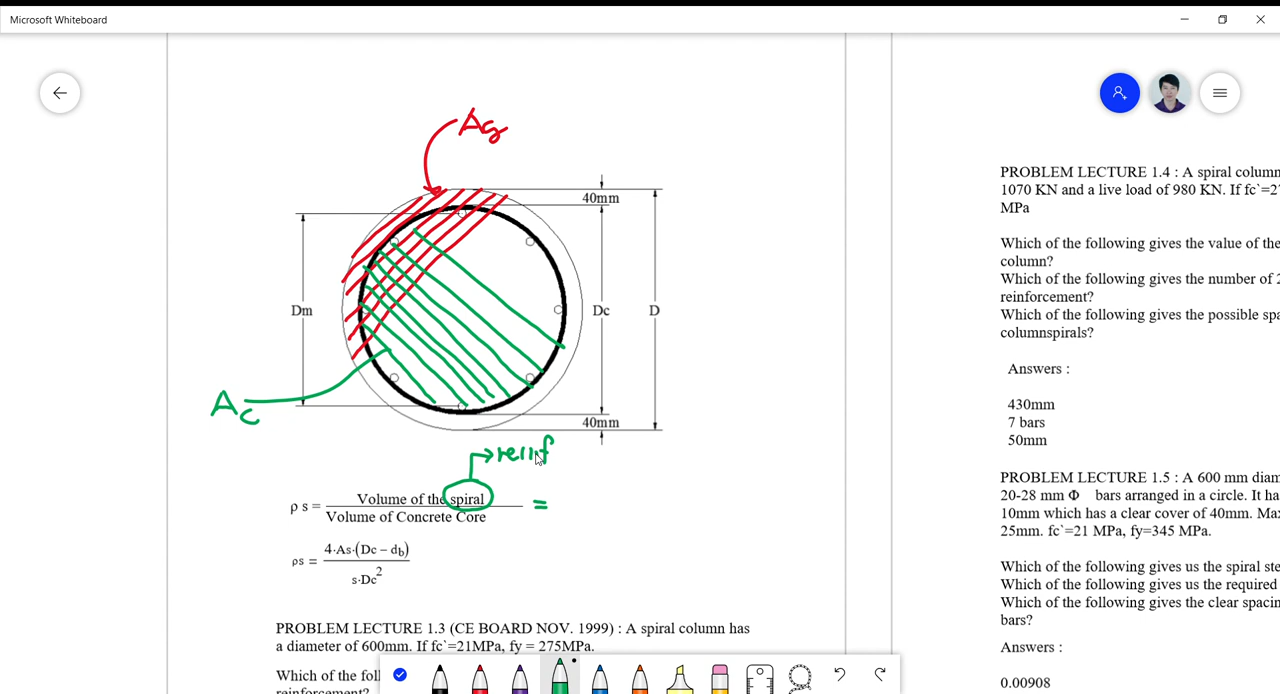 Microsoft Whiteboard
Ag
40mm
Dm
Dc
D
Ac
40mm
reinf
ρ s = Volume of the spiral =
Volume of Concrete Core
ρs = 4·As·(Dc − db)
s·Dc2
PROBLEM LECTURE 1.3 (CE BOARD NOV. 1999) : A spiral column has
a diameter of 600mm. If fc`=21MPa, fy = 275MPa.
Which of the foll
reinforcement?
PROBLEM LECTURE 1.4 : A spiral column
1070 KN and a live load of 980 KN. If fc`=2
MPa
Which of the following gives the value of the
column?
Which of the following gives the number of 2
reinforcement?
Which of the following gives the possible spa
columnspirals?
Answers :
430mm
7 bars
50mm
PROBLEM LECTURE 1.5 : A 600 mm diam
20-28 mm Φ bars arranged in a circle. It ha
10mm which has a clear cover of 40mm. Max
25mm. fc`=21 MPa, fy=345 MPa.
Which of the following gives us the spiral ste
Which of the following gives us the required
Which of the following gives the clear spacin
bars?
Answers :
0.00908